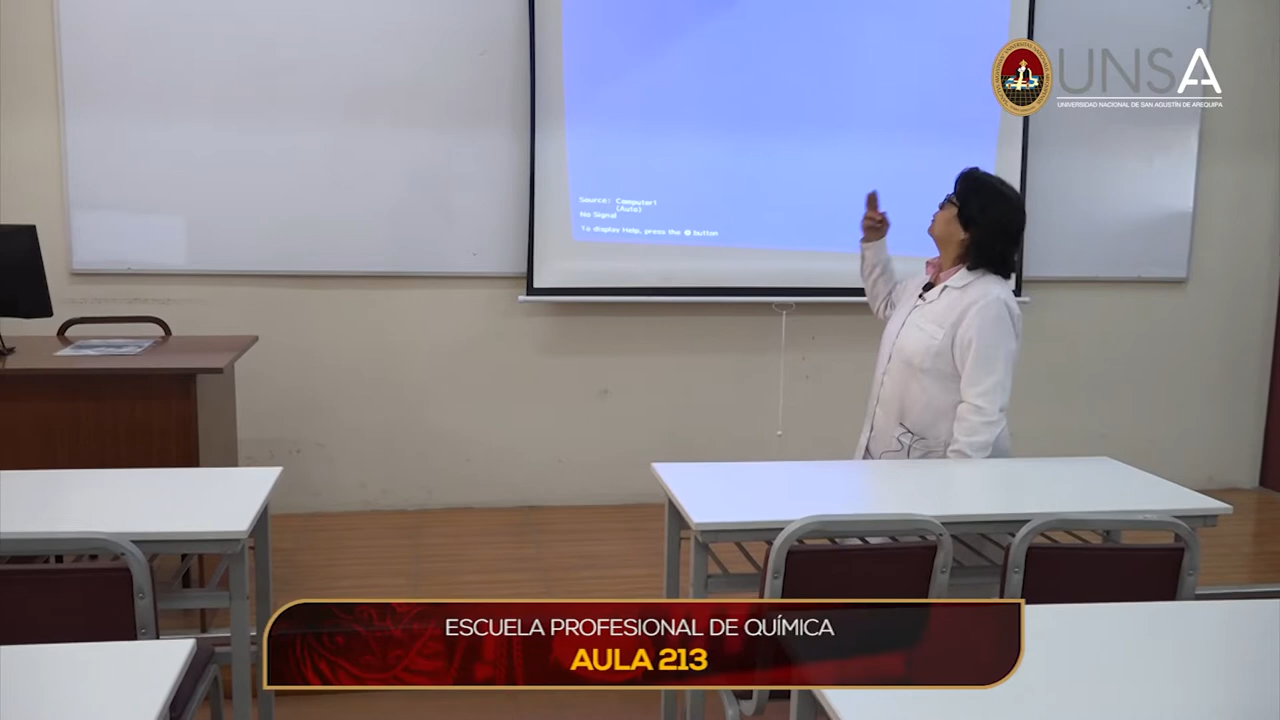 UNSA
UNIVERSIDAD NACIONAL DE SAN AGUSTÍN DE AREQUIPA
Source: Computer1
(Auto)
No Signal
To display Help, press the button
ESCUELA PROFESIONAL DE QUÍMICA
AULA 213